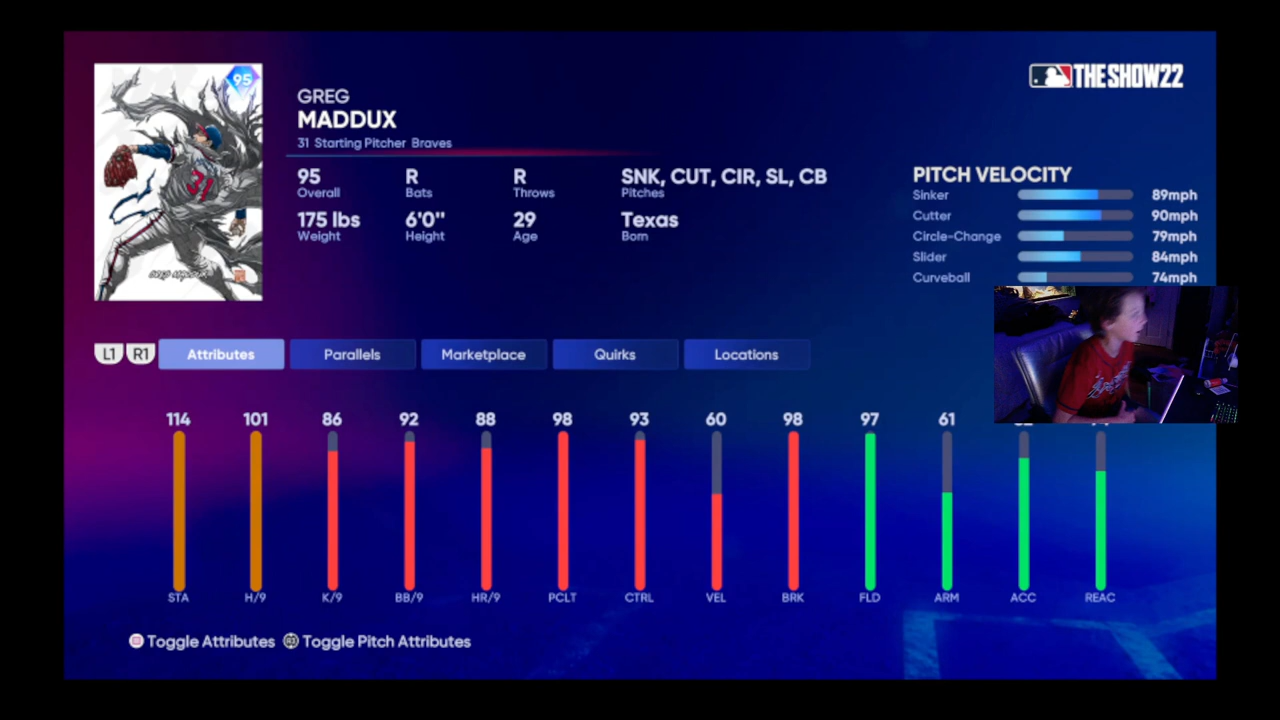 95
THE SHOW22
GREG
MADDUX
31 Starting Pitcher Braves
95 R R SNK, CUT, CIR, SL, CB
Overall Bats Throws Pitches
175 lbs 6'0" 29 Texas
Weight Height Age Born
PITCH VELOCITY
Sinker 89mph
Cutter 90mph
Circle-Change 79mph
Slider 84mph
Curveball 74mph
31
GREG MADDUX
L1 R1 Attributes Parallels Marketplace Quirks Locations
114 101 86 92 88 98 93 60 98 97 61
STA H/9 K/9 BB/9 HR/9 PCLT CTRL VEL BRK FLD ARM ACC REAC
Toggle Attributes R3 Toggle Pitch Attributes